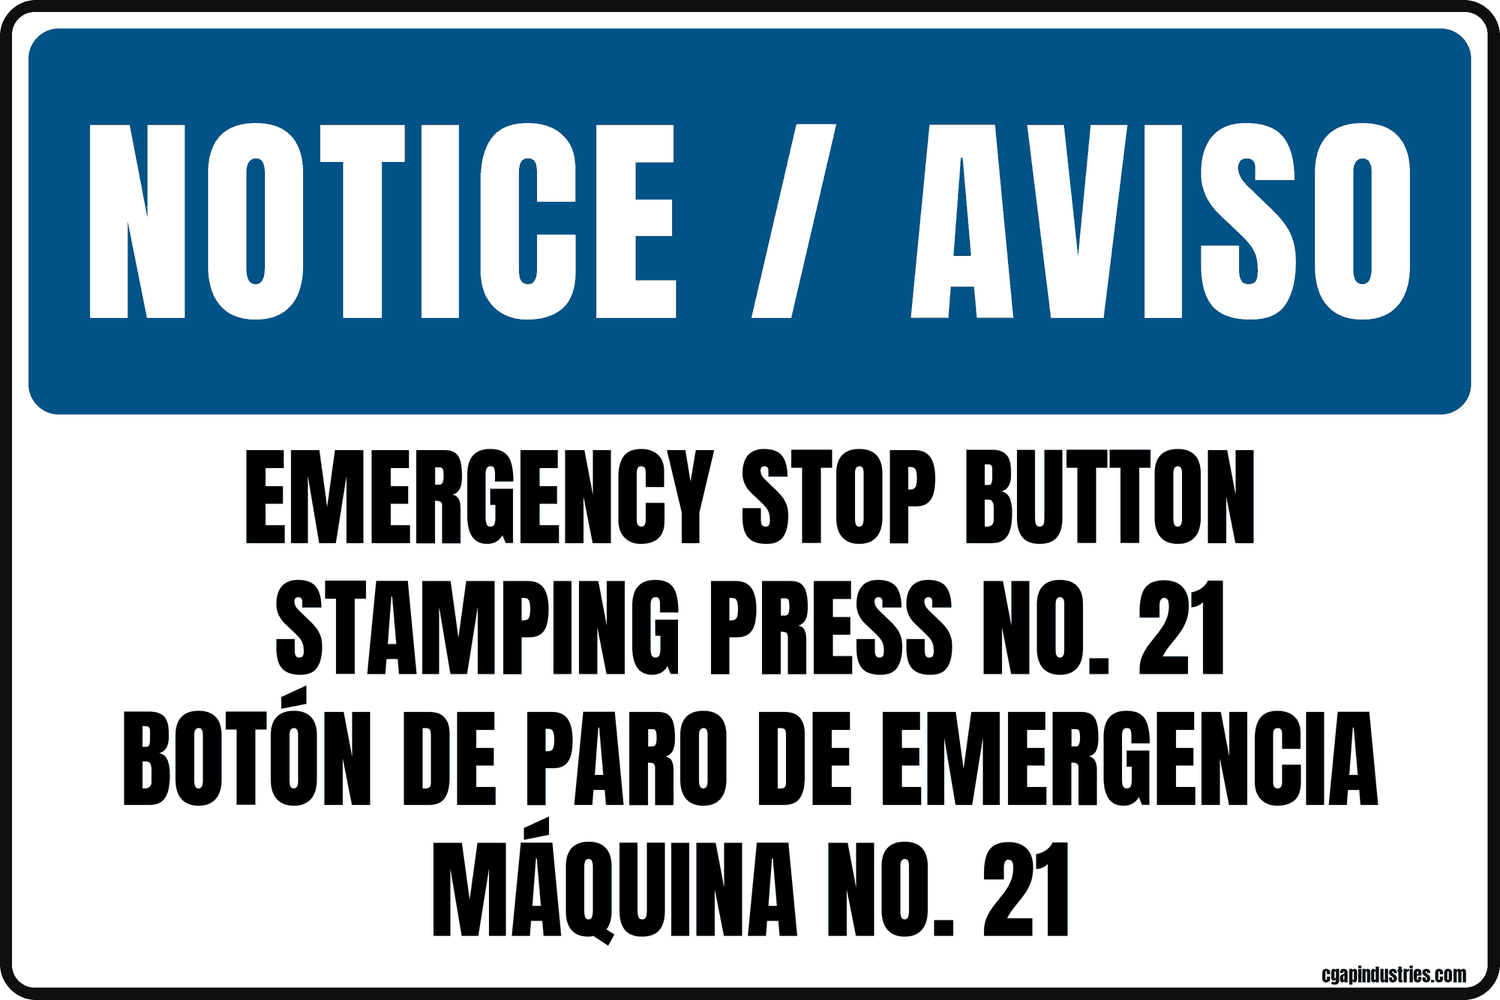 NOTICE / AVISO
EMERGENCY STOP BUTTON
STAMPING PRESS NO. 21
BOTÓN DE PARO DE EMERGENCIA
MÁQUINA NO. 21
cgapindustries.com